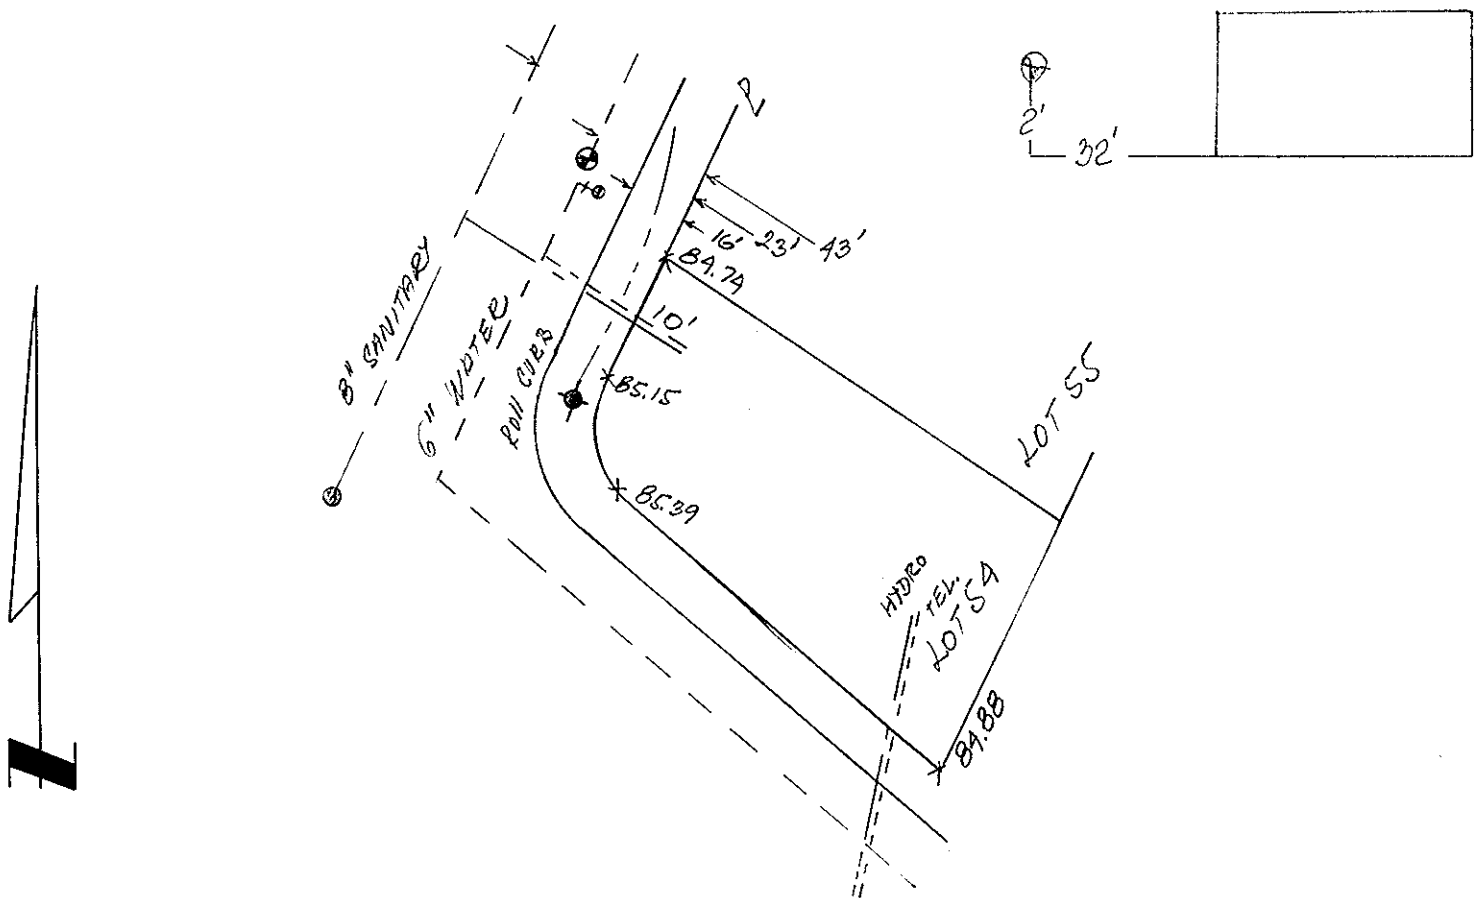 2'
32'
16'
23'
43'
84.74
10'
8" SANITARY
6" WATER
ROLL CURB
85.15
85.39
LOT 55
HYDRO
TEL.
LOT 54
84.88
N